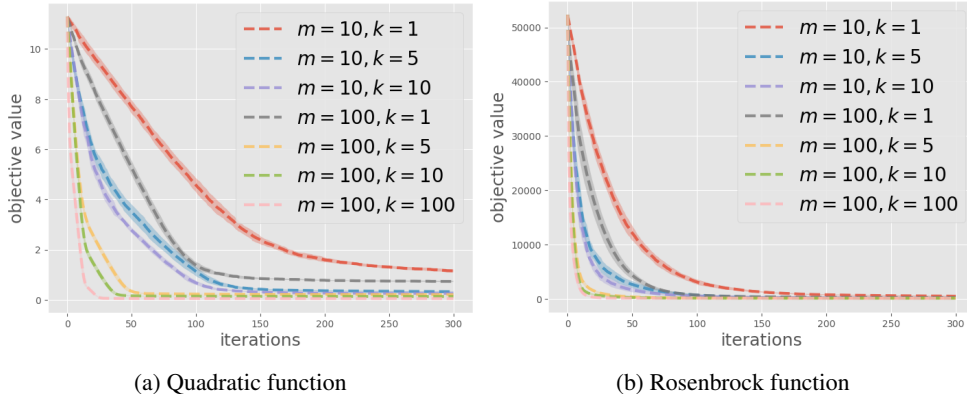 objective value
10
8
6
4
2
0
0
50
100
150
200
250
300
iterations
m = 10, k = 1
m = 10, k = 5
m = 10, k = 10
m = 100, k = 1
m = 100, k = 5
m = 100, k = 10
m = 100, k = 100
(a) Quadratic function
objective value
50000
40000
30000
20000
10000
0
0
50
100
150
200
250
300
iterations
m = 10, k = 1
m = 10, k = 5
m = 10, k = 10
m = 100, k = 1
m = 100, k = 5
m = 100, k = 10
m = 100, k = 100
(b) Rosenbrock function